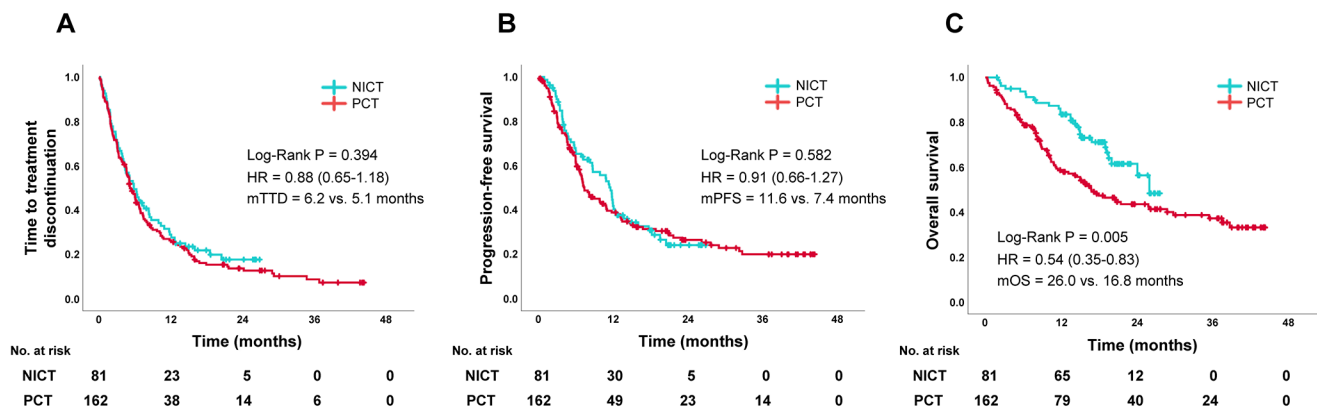 A
Time to treatment
discontinuation
1.0
0.8
0.6
0.4
0.2
0.0
NICT
PCT
Log-Rank P = 0.394
HR = 0.88 (0.65-1.18)
mTTD = 6.2 vs. 5.1 months
0 12 24 36 48
Time (months)
No. at risk
NICT 81 23 5 0 0
PCT 162 38 14 6 0
B
Progression-free survival
1.0
0.8
0.6
0.4
0.2
0.0
NICT
PCT
Log-Rank P = 0.582
HR = 0.91 (0.66-1.27)
mPFS = 11.6 vs. 7.4 months
0 12 24 36 48
Time (months)
No. at risk
NICT 81 30 5 0 0
PCT 162 49 23 14 0
C
Overall survival
1.0
0.8
0.6
0.4
0.2
0.0
NICT
PCT
Log-Rank P = 0.005
HR = 0.54 (0.35-0.83)
mOS = 26.0 vs. 16.8 months
0 12 24 36 48
Time (months)
No. at risk
NICT 81 65 12 0 0
PCT 162 79 40 24 0